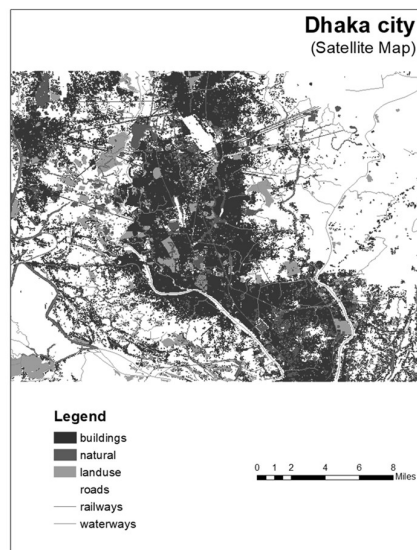 Dhaka city
(Satellite Map)
Legend
buildings
natural
landuse
roads
railways
waterways
0 1 2 4 6 8
Miles